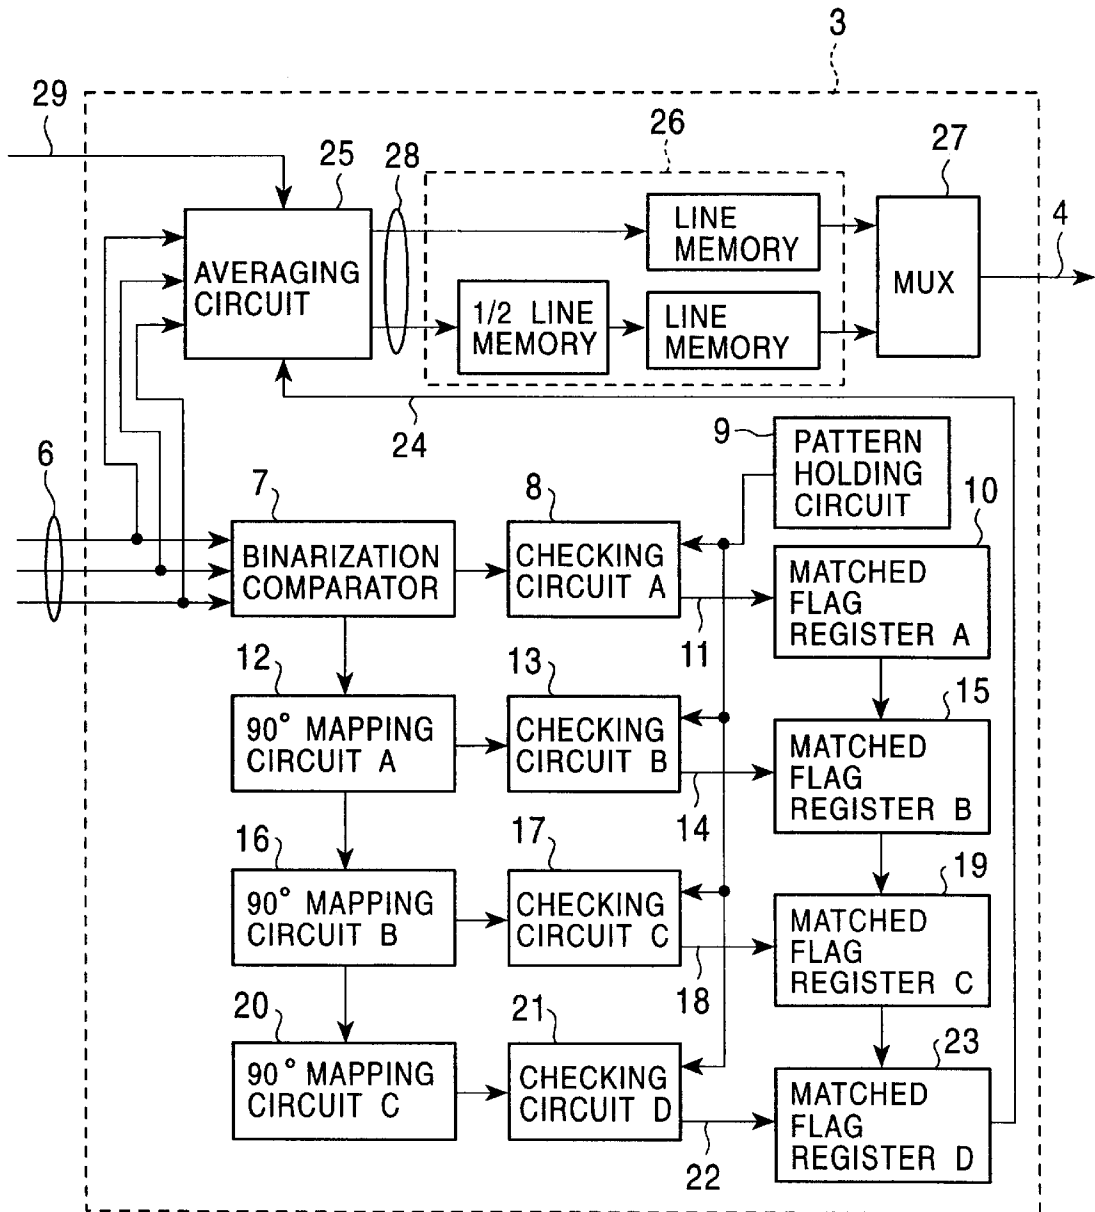 3
29
25
28
26
27
4
AVERAGING
CIRCUIT
LINE
MEMORY
1/2 LINE
MEMORY
LINE
MEMORY
MUX
24
6
7
8
9
PATTERN
HOLDING
CIRCUIT
10
BINARIZATION
COMPARATOR
CHECKING
CIRCUIT A
11
MATCHED
FLAG
REGISTER A
12
13
15
90° MAPPING
CIRCUIT A
CHECKING
CIRCUIT B
14
MATCHED
FLAG
REGISTER B
16
17
19
90° MAPPING
CIRCUIT B
CHECKING
CIRCUIT C
18
MATCHED
FLAG
REGISTER C
20
21
23
90° MAPPING
CIRCUIT C
CHECKING
CIRCUIT D
22
MATCHED
FLAG
REGISTER D